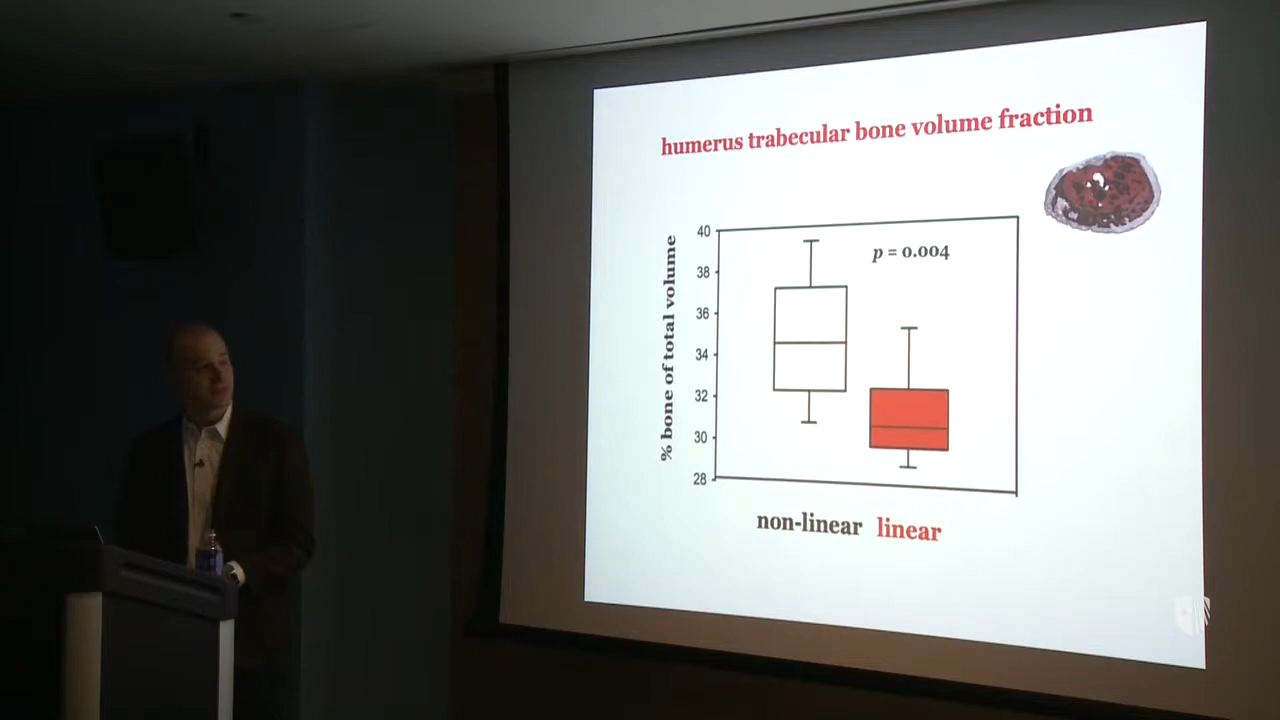 humerus trabecular bone volume fraction
% bone of total volume
40
38
36
34
32
30
28
p = 0.004
non-linear linear